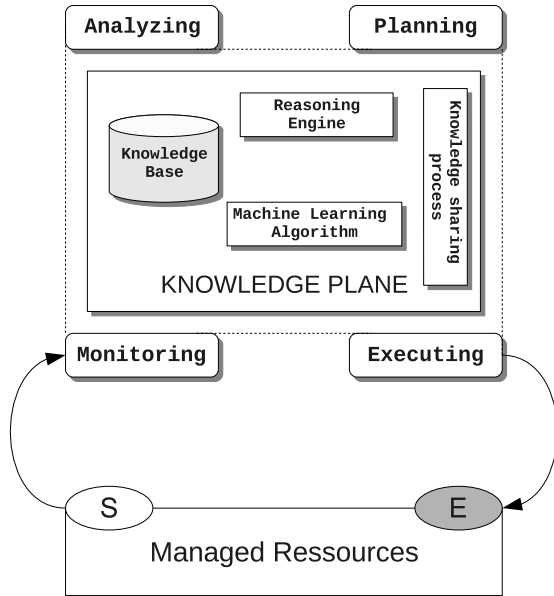 Analyzing
Planning
Reasoning
Engine
Knowledge
Base
Knowledge sharing
process
Machine Learning
Algorithm
KNOWLEDGE PLANE
Monitoring
Executing
S
E
Managed Ressources